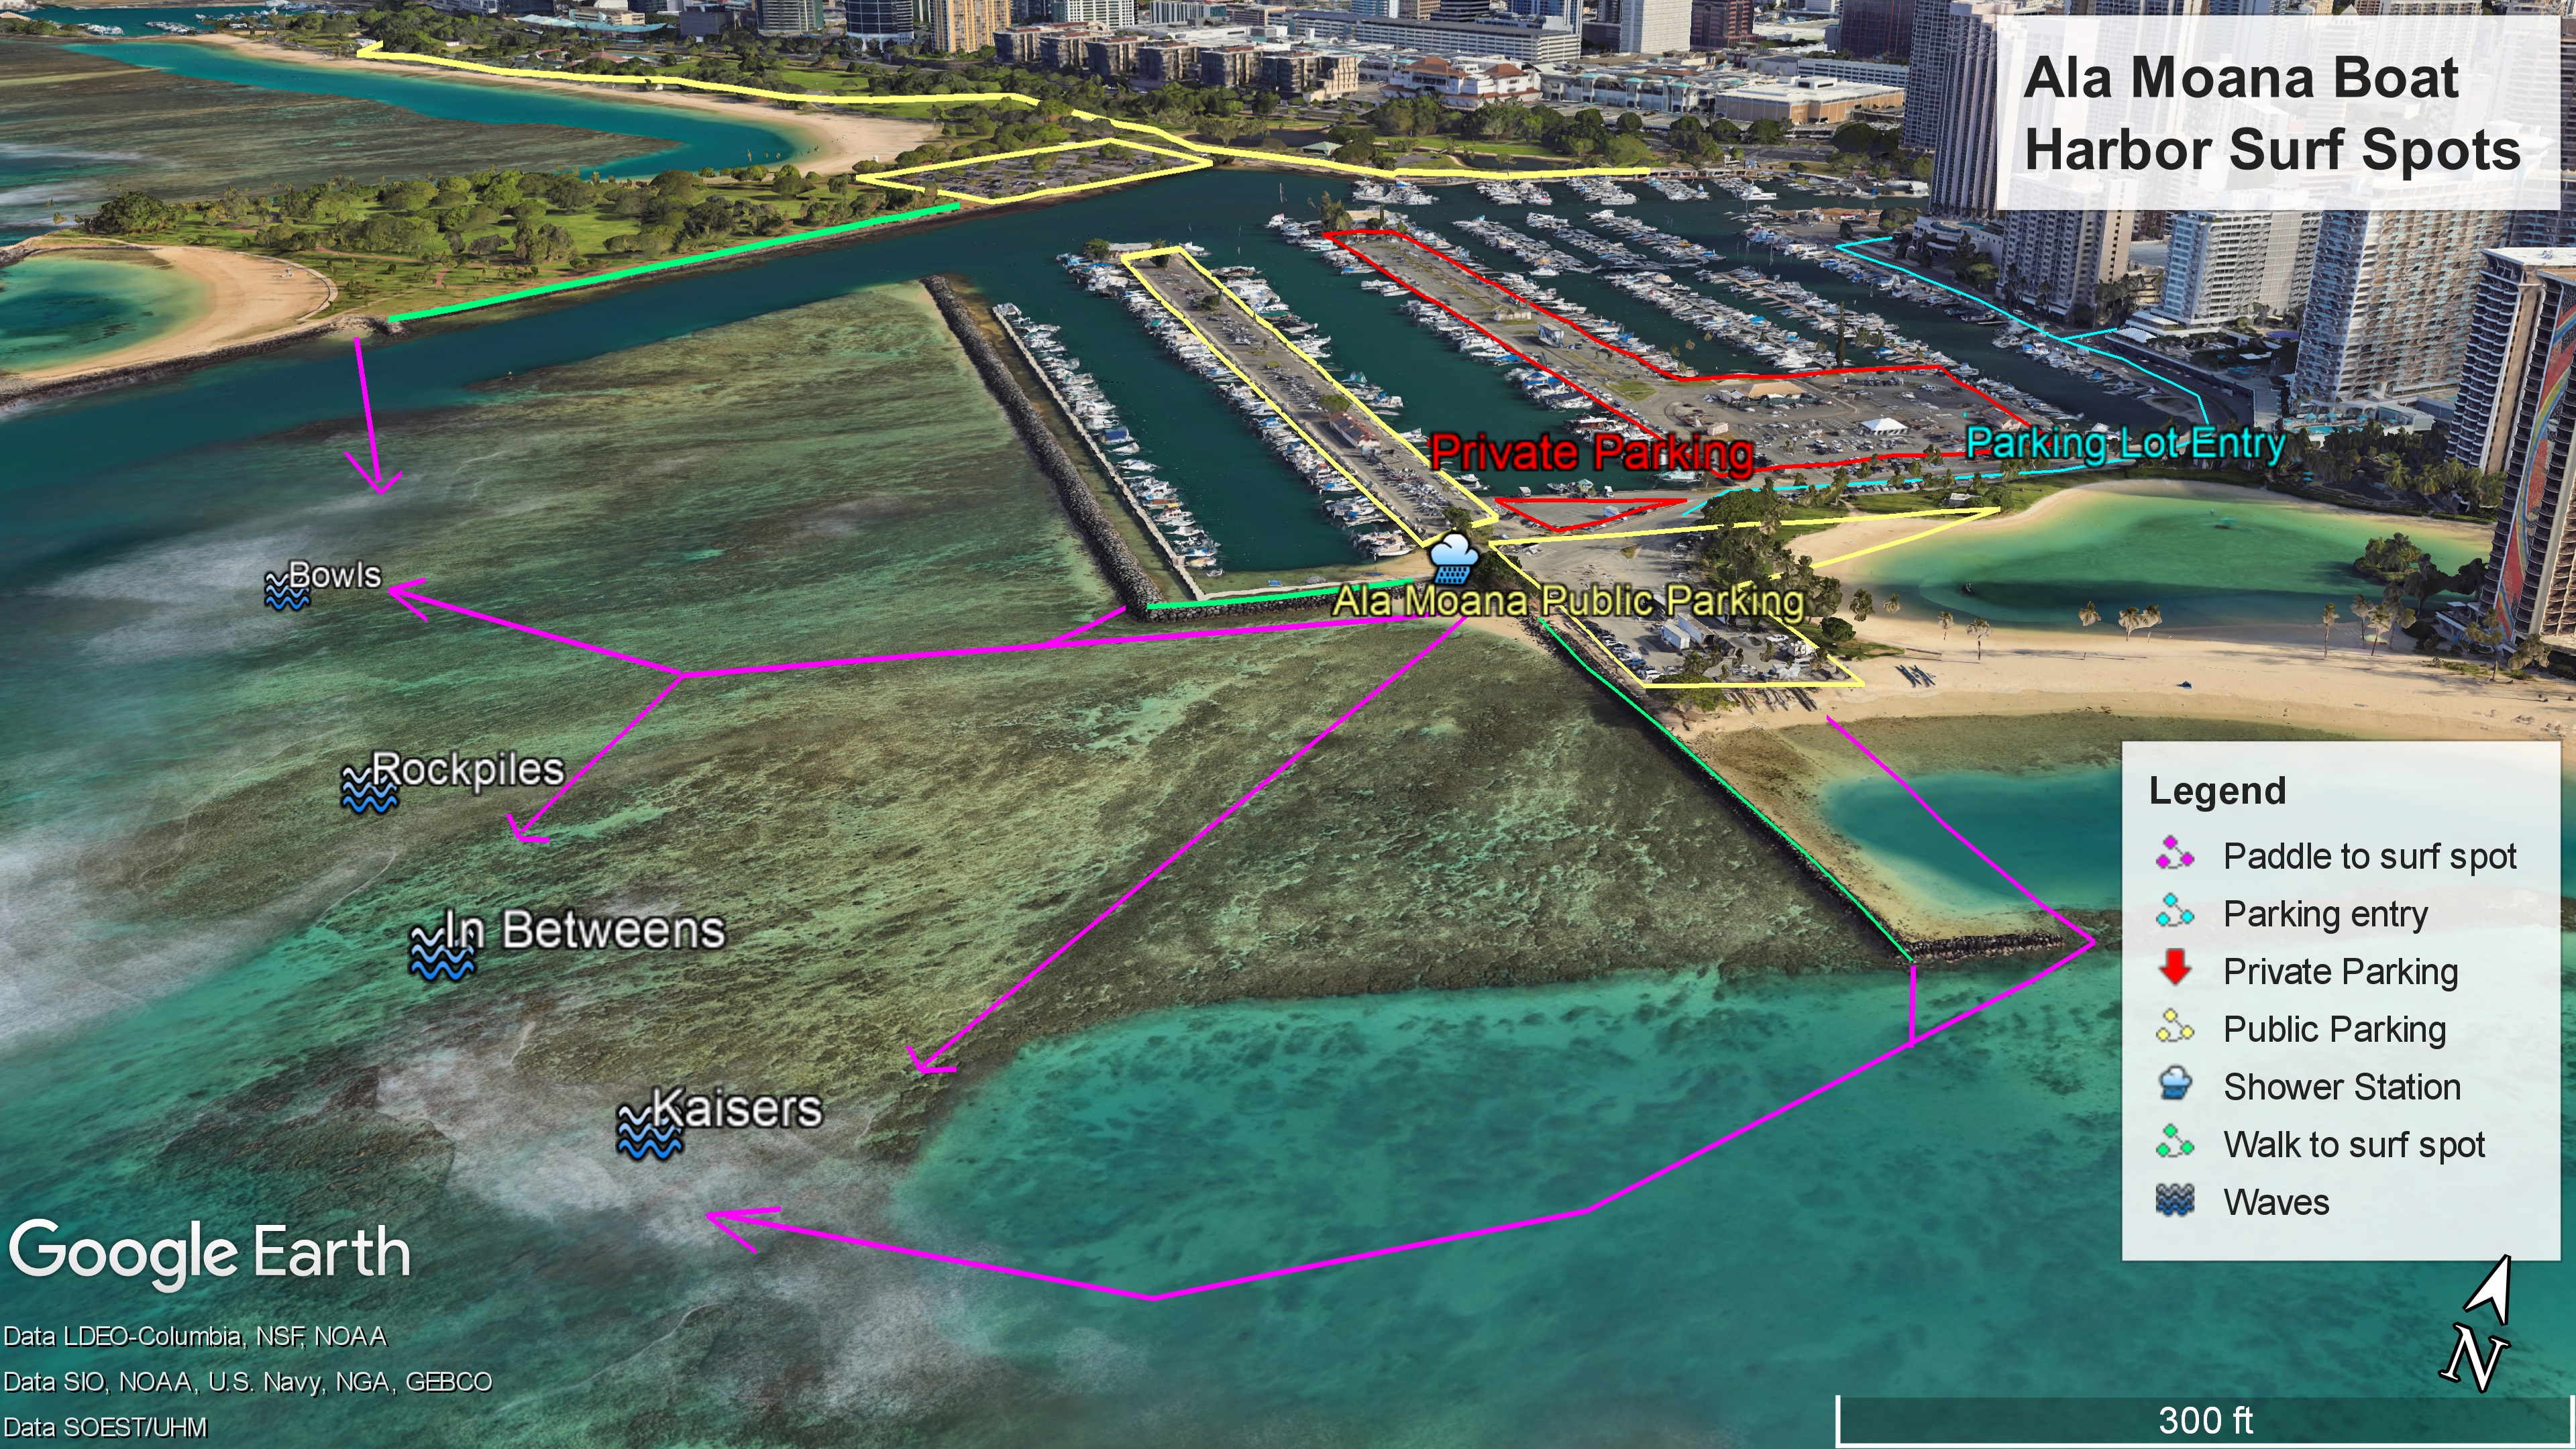 Ala Moana Boat
Harbor Surf Spots
Private Parking
Parking Lot Entry
Bowls
Ala Moana Public Parking
Rockpiles
In Betweens
Kaisers
Legend
Paddle to surf spot
Parking entry
Private Parking
Public Parking
Shower Station
Walk to surf spot
Waves
Google Earth
Data LDEO-Columbia, NSF, NOAA
Data SIO, NOAA, U.S. Navy, NGA, GEBCO
Data SOEST/UHM
N
300 ft